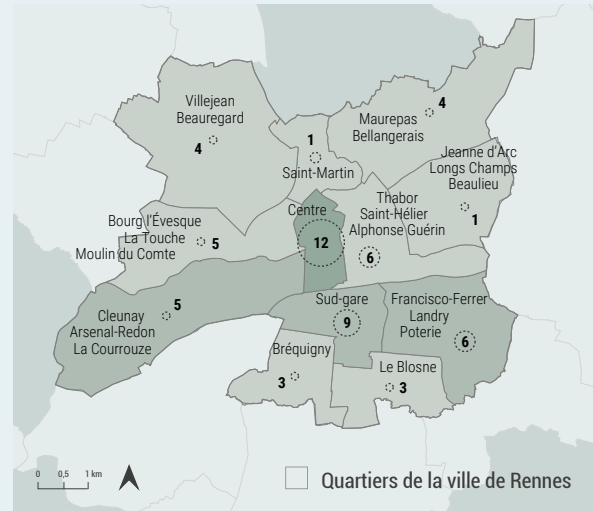 Villejean
Beauregard
4
Maurepas
Bellangerais
4
1
Saint-Martin
Jeanne d'Arc
Longs Champs
Beaulieu
1
Thabor
Saint-Hélier
Alphonse Guérin
6
Centre
12
Bourg l'Évesque
La Touche
Moulin du Comte
5
Cleunay
Arsenal-Redon
La Courrouze
5
Sud-gare
9
Francisco-Ferrer
Landry
Poterie
6
Bréquigny
3
Le Blosne
3
0 0,5 1 km
Quartiers de la ville de Rennes